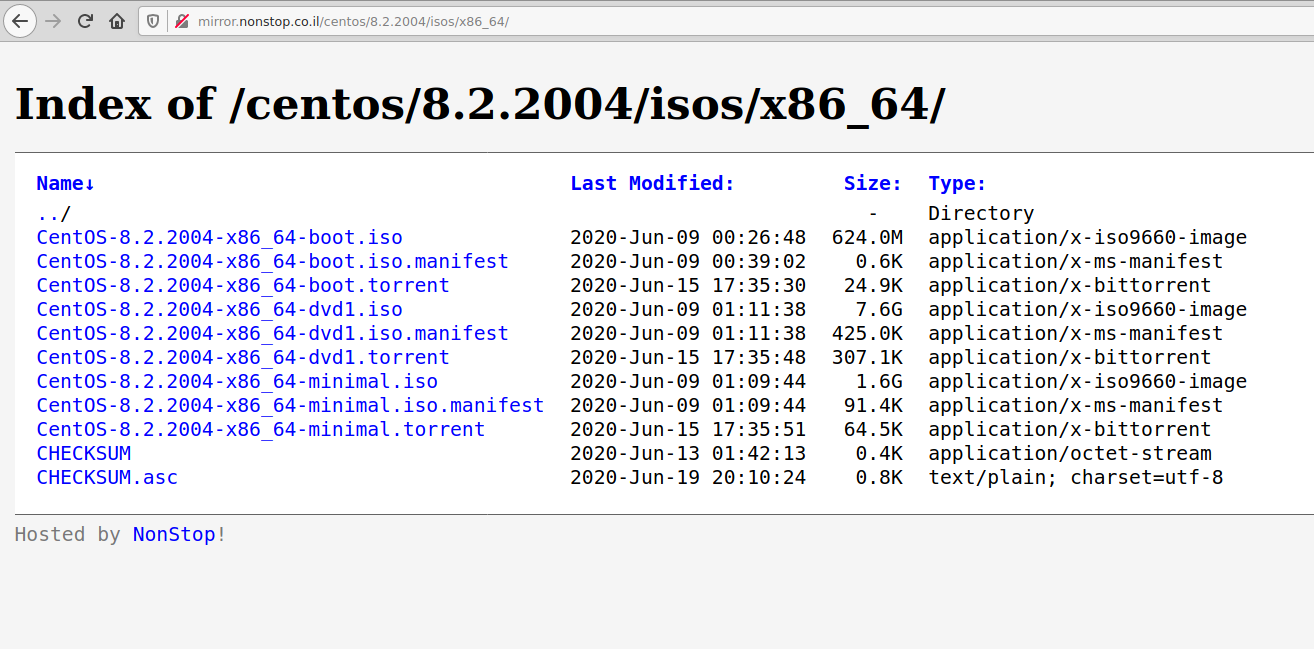 mirror.nonstop.co.il/centos/8.2.2004/isos/x86_64/
Index of /centos/8.2.2004/isos/x86_64/
Name↓ Last Modified: Size: Type:
../ - Directory
CentOS-8.2.2004-x86_64-boot.iso 2020-Jun-09 00:26:48 624.0M application/x-iso9660-image
CentOS-8.2.2004-x86_64-boot.iso.manifest 2020-Jun-09 00:39:02 0.6K application/x-ms-manifest
CentOS-8.2.2004-x86_64-boot.torrent 2020-Jun-15 17:35:30 24.9K application/x-bittorrent
CentOS-8.2.2004-x86_64-dvd1.iso 2020-Jun-09 01:11:38 7.6G application/x-iso9660-image
CentOS-8.2.2004-x86_64-dvd1.iso.manifest 2020-Jun-09 01:11:38 425.0K application/x-ms-manifest
CentOS-8.2.2004-x86_64-dvd1.torrent 2020-Jun-15 17:35:48 307.1K application/x-bittorrent
CentOS-8.2.2004-x86_64-minimal.iso 2020-Jun-09 01:09:44 1.6G application/x-iso9660-image
CentOS-8.2.2004-x86_64-minimal.iso.manifest 2020-Jun-09 01:09:44 91.4K application/x-ms-manifest
CentOS-8.2.2004-x86_64-minimal.torrent 2020-Jun-15 17:35:51 64.5K application/x-bittorrent
CHECKSUM 2020-Jun-13 01:42:13 0.4K application/octet-stream
CHECKSUM.asc 2020-Jun-19 20:10:24 0.8K text/plain; charset=utf-8
Hosted by NonStop!